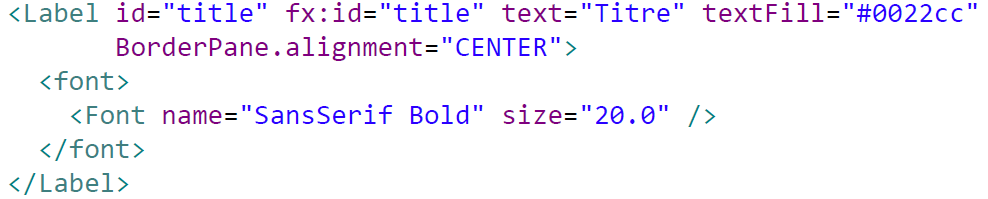 <Label id="title" fx:id="title" text="Titre" textFill="#0022cc"
BorderPane.alignment="CENTER">
<font>
<Font name="SansSerif Bold" size="20.0" />
</font>
</Label>